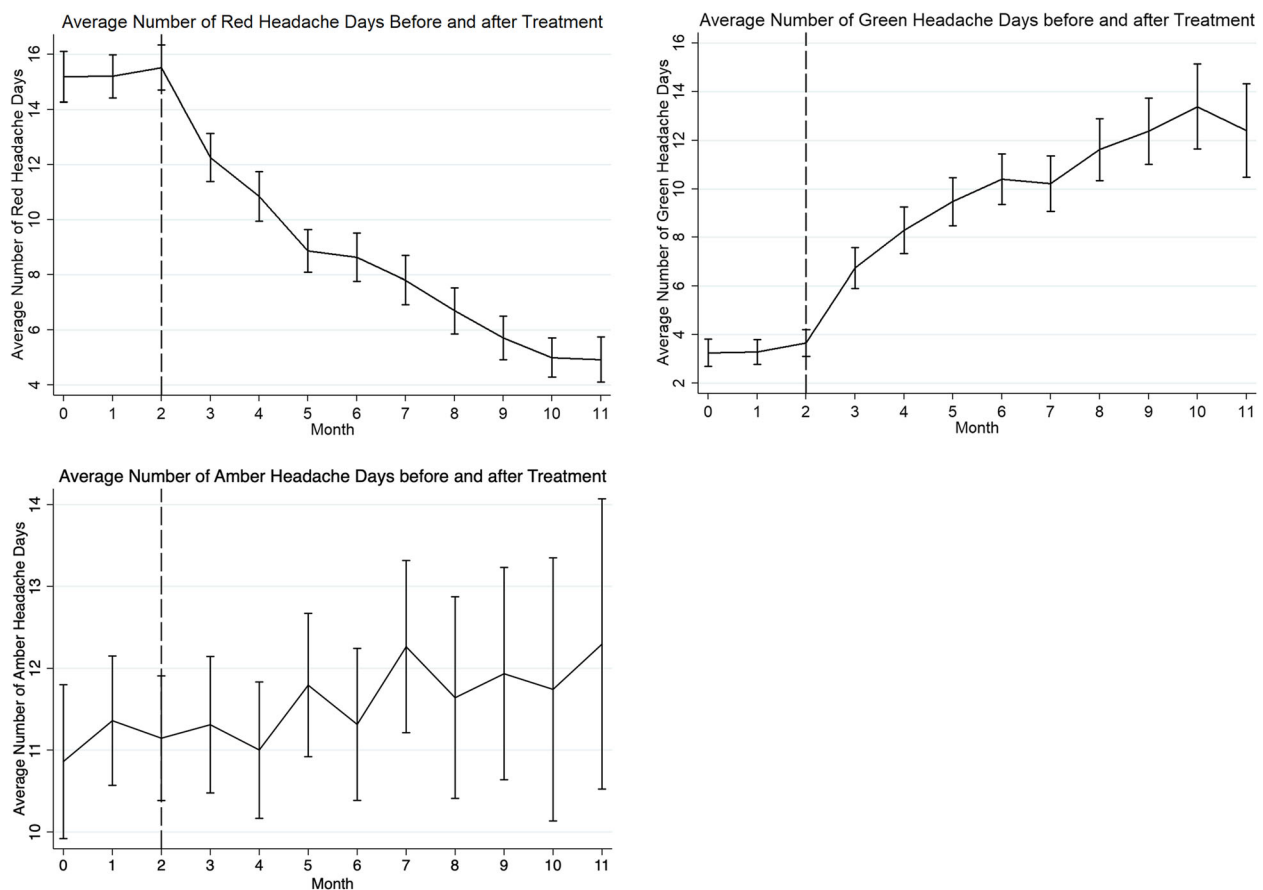 Average Number of Red Headache Days Before and after Treatment
Average Number of Red Headache Days
16
14
12
10
8
6
4
0 1 2 3 4 5 6 7 8 9 10 11
Month
Average Number of Green Headache Days before and after Treatment
Average Number of Green Headache Days
16
14
12
10
8
6
4
2
0 1 2 3 4 5 6 7 8 9 10 11
Month
Average Number of Amber Headache Days before and after Treatment
Average Number of Amber Headache Days
14
13
12
11
10
0 1 2 3 4 5 6 7 8 9 10 11
Month